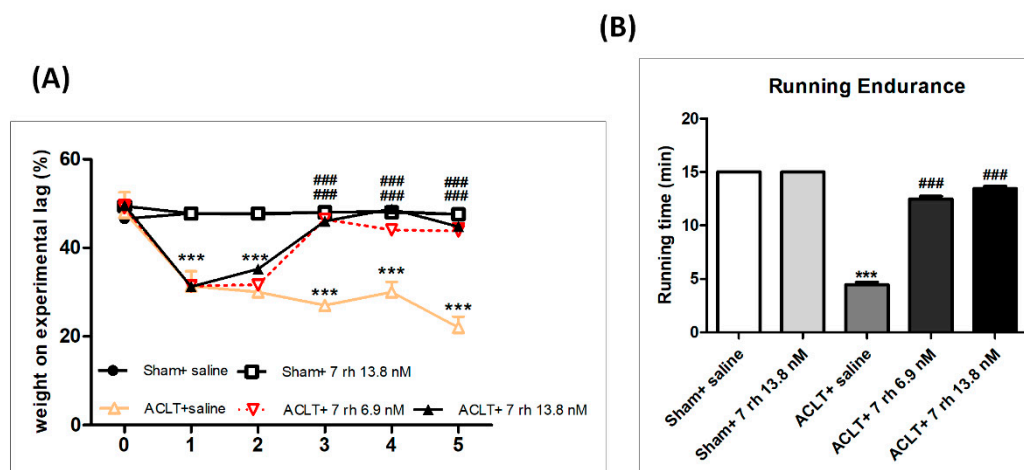 (A)
weight on experimental lag (%)
60
40
20
0
### ### ###
### ### ###
*** *** *** *** ***
Sham+ saline
Sham+ 7 rh 13.8 nM
ACLT+saline
ACLT+ 7 rh 6.9 nM
ACLT+ 7 rh 13.8 nM
0 1 2 3 4 5
(B)
Running Endurance
Running time (min)
20
15
10
5
0
***
###
###
Sham+ saline
Sham+ 7 rh 13.8 nM
ACLT+ saline
ACLT+ 7 rh 6.9 nM
ACLT+ 7 rh 13.8 nM